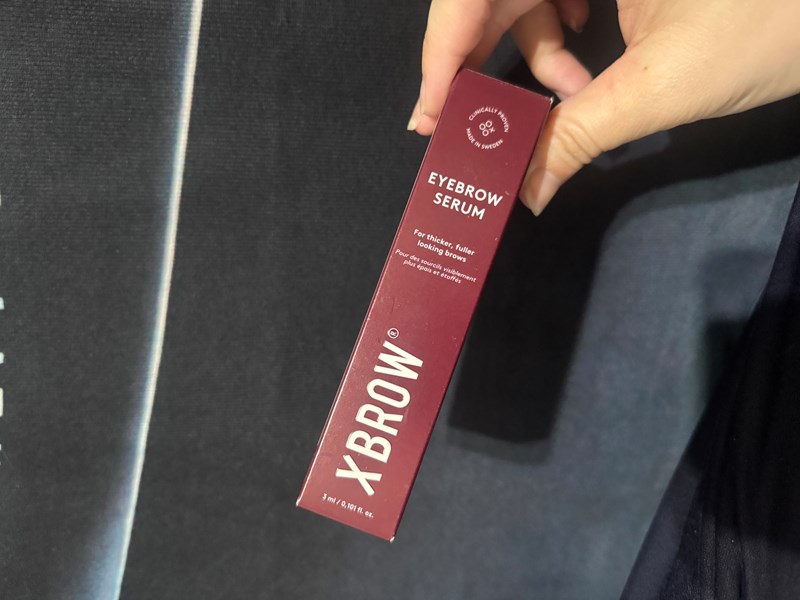 CLINICALLY PROVEN
MADE IN SWEDEN
EYEBROW
SERUM
For thicker, fuller
looking brows
Pour des sourcils visiblement
plus épais et etoffés
XBROW
3 ml / 0,101 fl. oz.